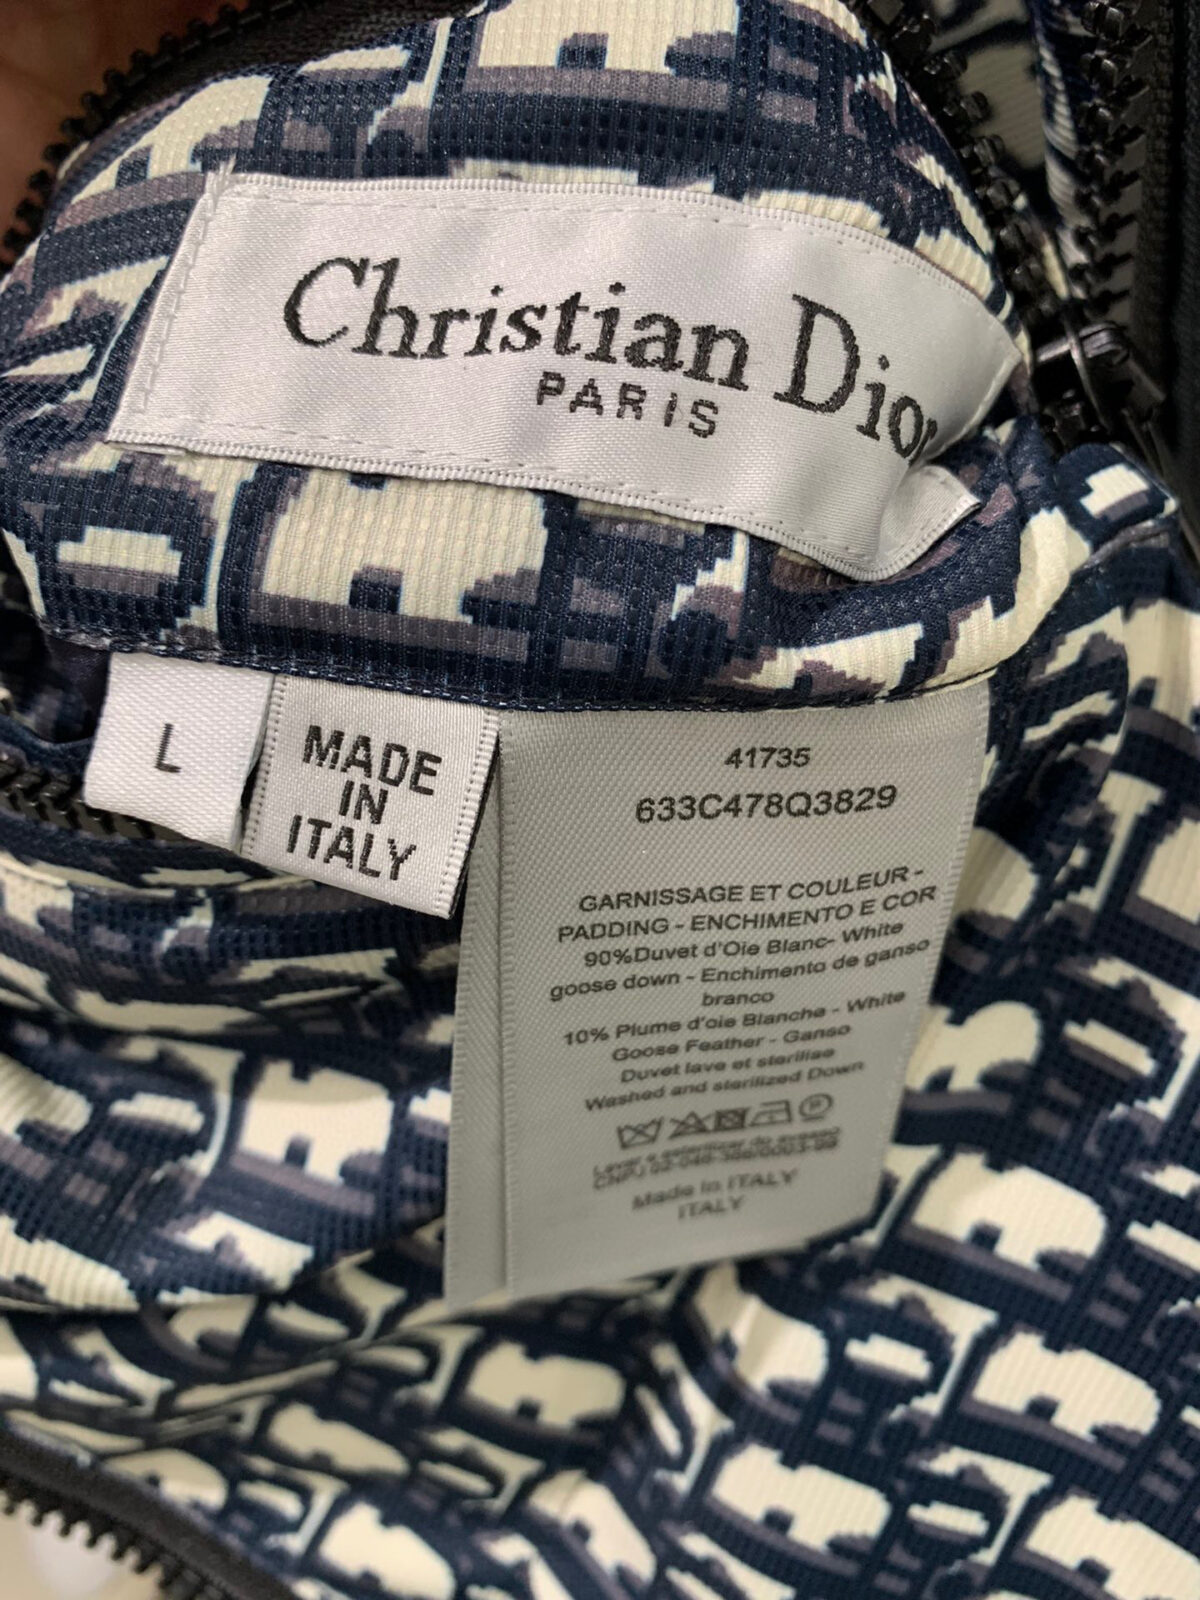 Christian Dior
PARIS
L
MADE
IN
ITALY
41735
633C478Q3829
GARNISSAGE ET COULEUR -
PADDING - ENCHIMENTO E COR
90%Duvet d'Oie Blanc- White
goose down - Enchimento de ganso
branco
10% Plume d'oie Blanche - White
Goose Feather - Ganso
Duvet lave et sterilise
Washed and sterilized Down
Made in ITALY
ITALY